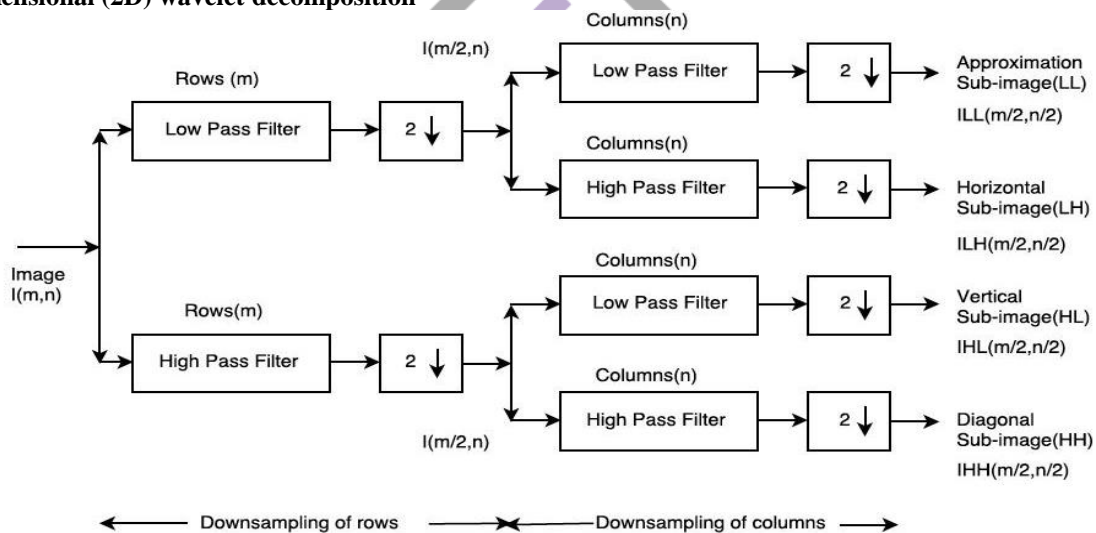 (2D) wavelet decomposition
Rows (m)
Low Pass Filter
2
I(m/2,n)
Columns(n)
Low Pass Filter
2
Approximation
Sub-image(LL)
ILL(m/2,n/2)
Columns(n)
High Pass Filter
2
Horizontal
Sub-image(LH)
ILH(m/2,n/2)
Image
I(m,n)
Rows(m)
High Pass Filter
2
I(m/2,n)
Columns(n)
Low Pass Filter
2
Vertical
Sub-image(HL)
IHL(m/2,n/2)
Columns(n)
High Pass Filter
2
Diagonal
Sub-image(HH)
IHH(m/2,n/2)
Downsampling of rows
Downsampling of columns